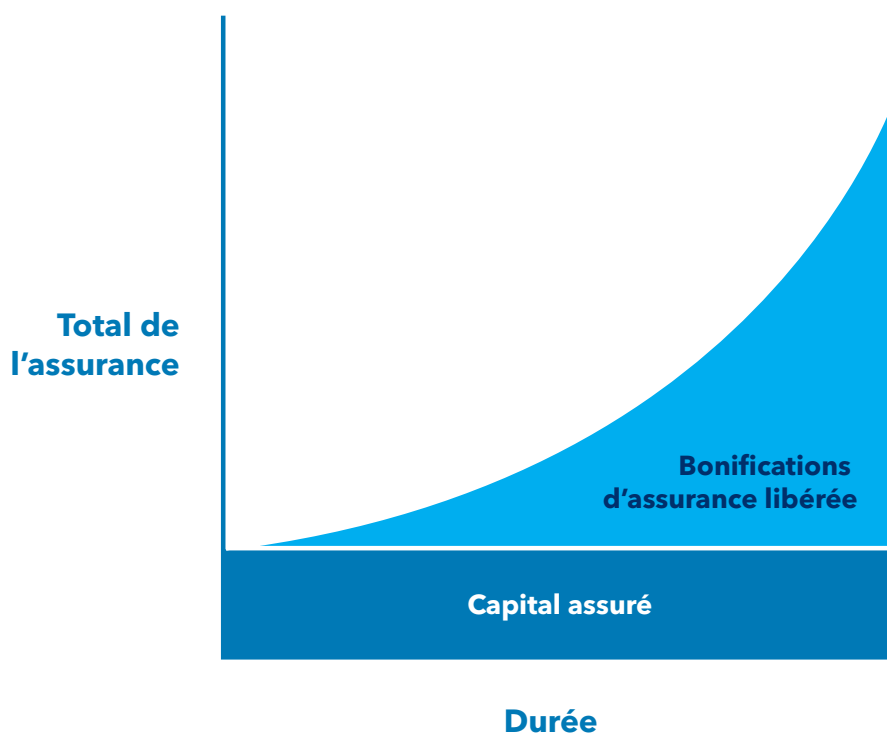 Total de
l’assurance
Bonifications
d’assurance libérée
Capital assuré
Durée